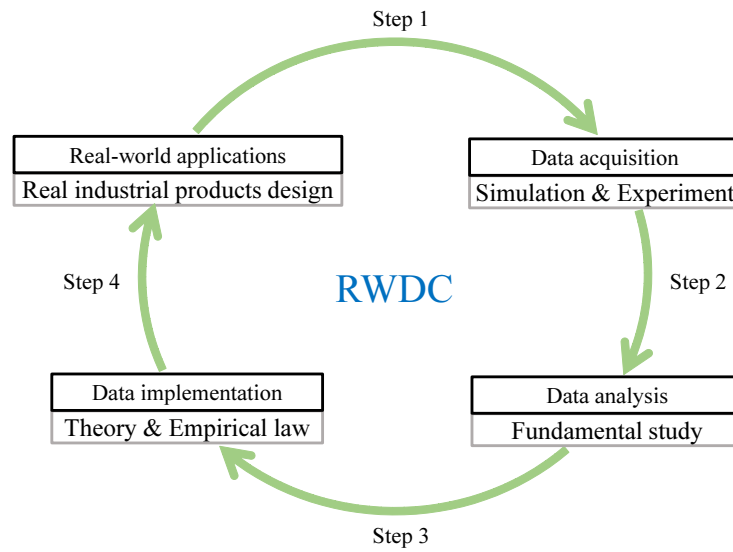 Step 1
Real-world applications
Real industrial products design
Data acquisition
Simulation & Experiment
Step 4
RWDC
Step 2
Data implementation
Theory & Empirical law
Data analysis
Fundamental study
Step 3